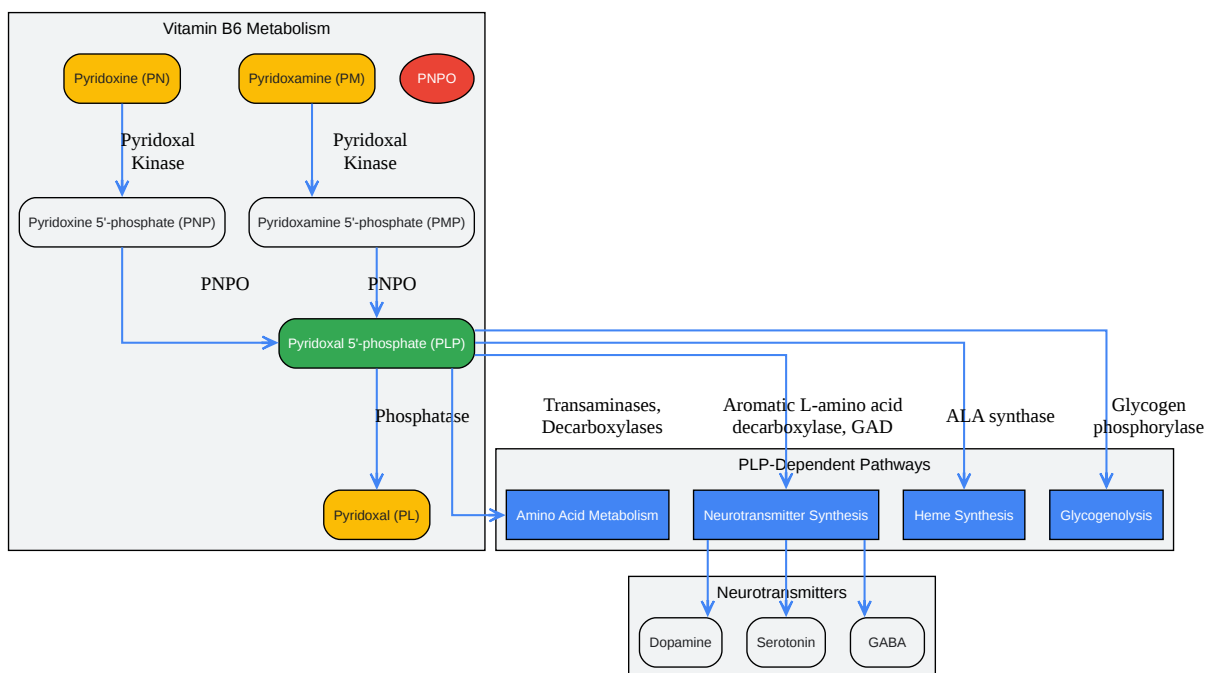 Vitamin B6 Metabolism
Pyridoxine (PN)
Pyridoxamine (PM)
PNPO
Pyridoxal
Kinase
Pyridoxal
Kinase
Pyridoxine 5'-phosphate (PNP)
Pyridoxamine 5'-phosphate (PMP)
PNPO
PNPO
Pyridoxal 5'-phosphate (PLP)
Phosphatase
Transaminases,
Decarboxylases
Aromatic L-amino acid
decarboxylase, GAD
ALA synthase
Glycogen
phosphorylase
PLP-Dependent Pathways
Pyridoxal (PL)
Amino Acid Metabolism
Neurotransmitter Synthesis
Heme Synthesis
Glycogenolysis
Neurotransmitters
Dopamine
Serotonin
GABA